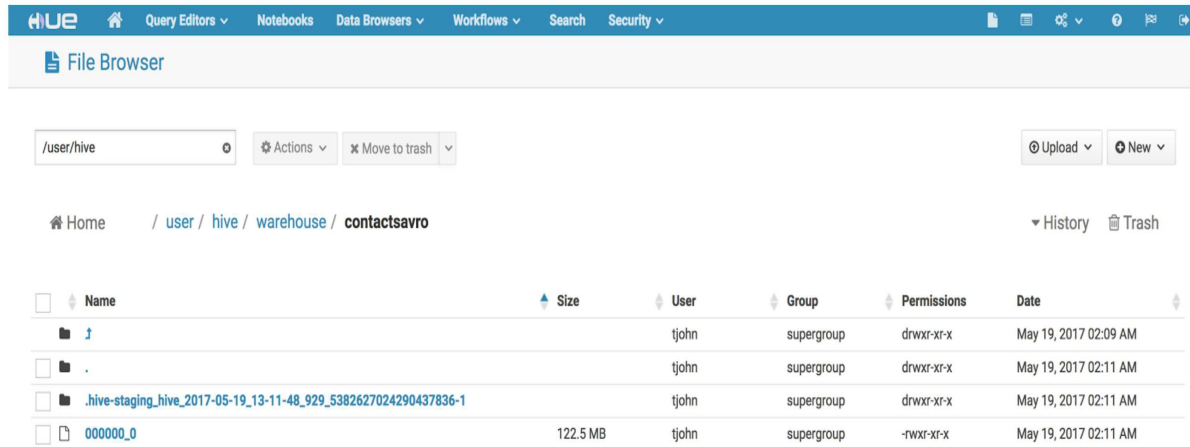 HUE Query Editors Notebooks Data Browsers Workflows Search Security
File Browser
/user/hive Actions Move to trash Upload New
Home / user / hive / warehouse / contactsavro History Trash
Name Size User Group Permissions Date
tjohn supergroup drwxr-xr-x May 19, 2017 02:09 AM
. tjohn supergroup drwxr-xr-x May 19, 2017 02:11 AM
.hive-staging_hive_2017-05-19_13-11-48_929_5382627024290437836-1 tjohn supergroup drwxr-xr-x May 19, 2017 02:11 AM
000000_0 122.5 MB tjohn supergroup -rwxr-xr-x May 19, 2017 02:11 AM